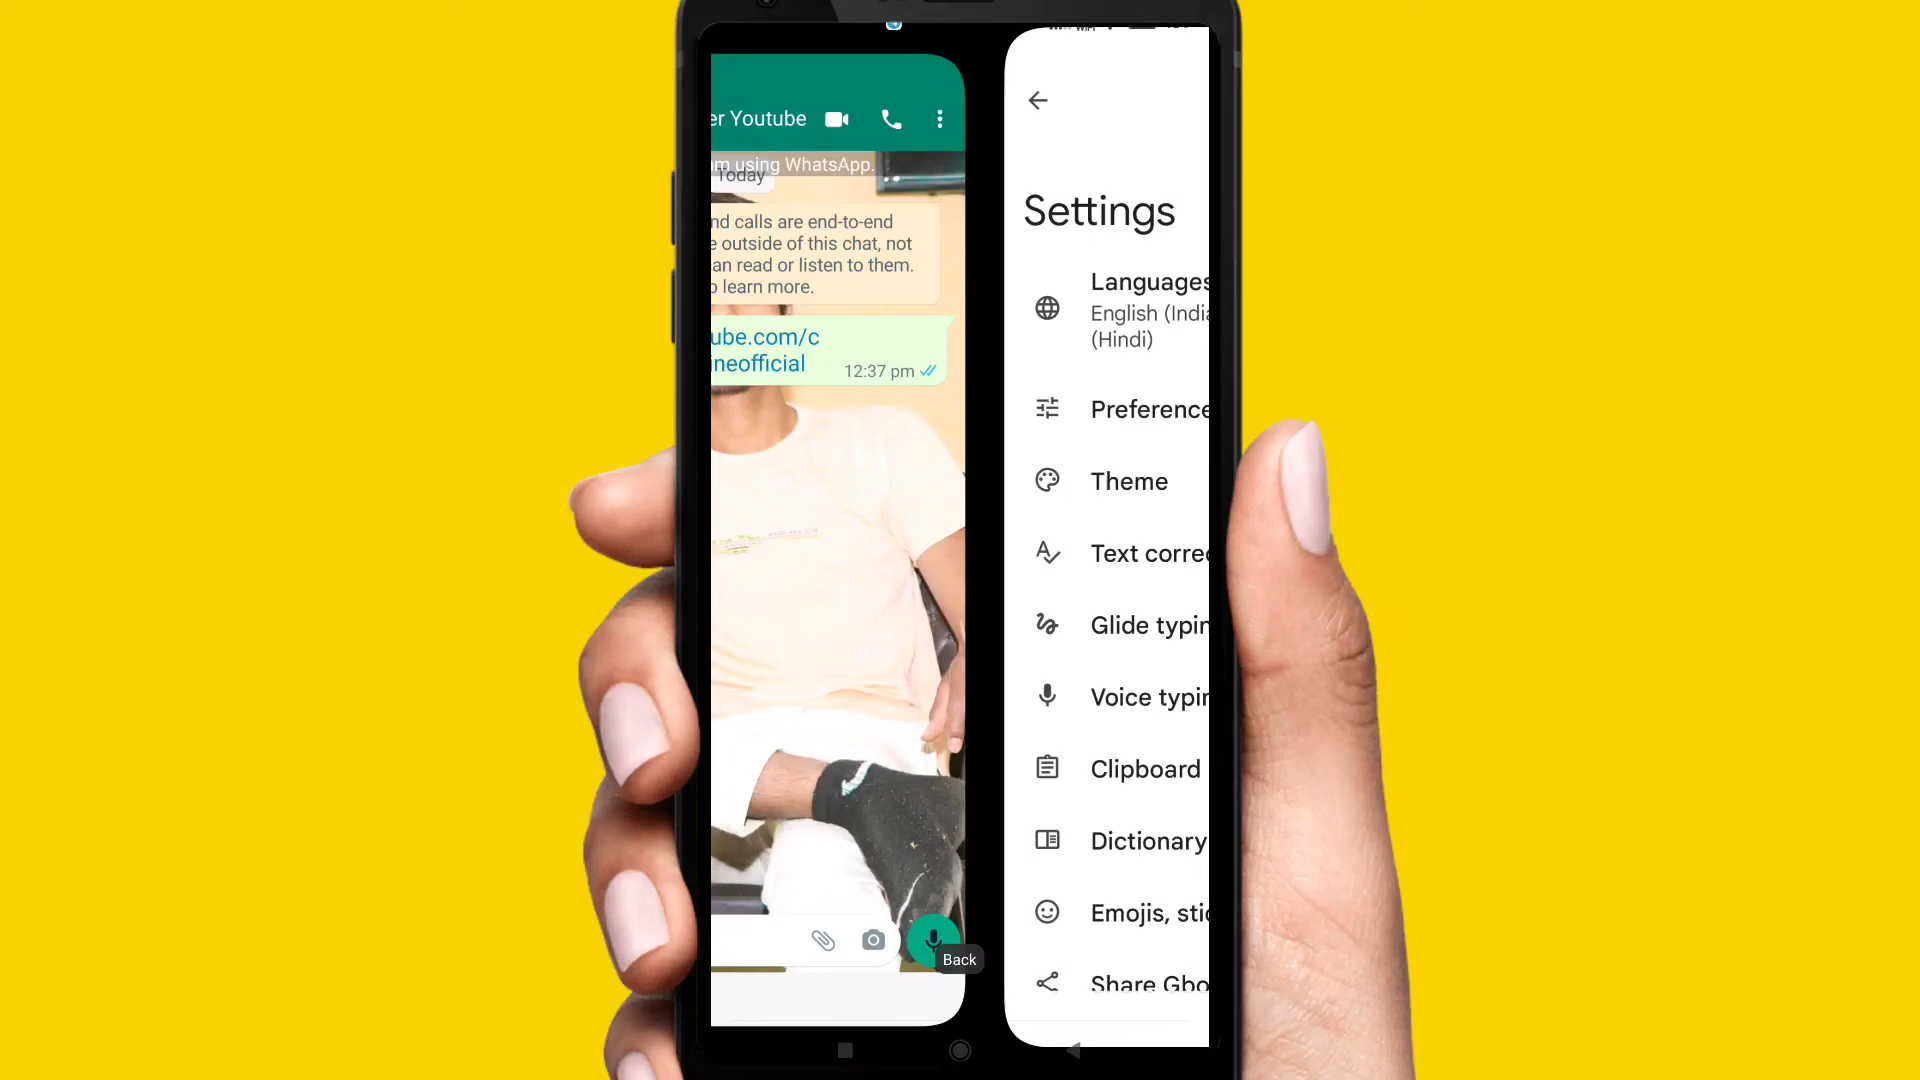 er Youtube
am using WhatsApp.
Today
nd calls are end-to-end
e outside of this chat, not
an read or listen to them.
o learn more.
ube.com/c
ineofficial
12:37 pm
Back
Settings
Languages
English (India
(Hindi)
Preference
Theme
Text correc
Glide typin
Voice typin
Clipboard
Dictionary
Emojis, stic
Share Gbo